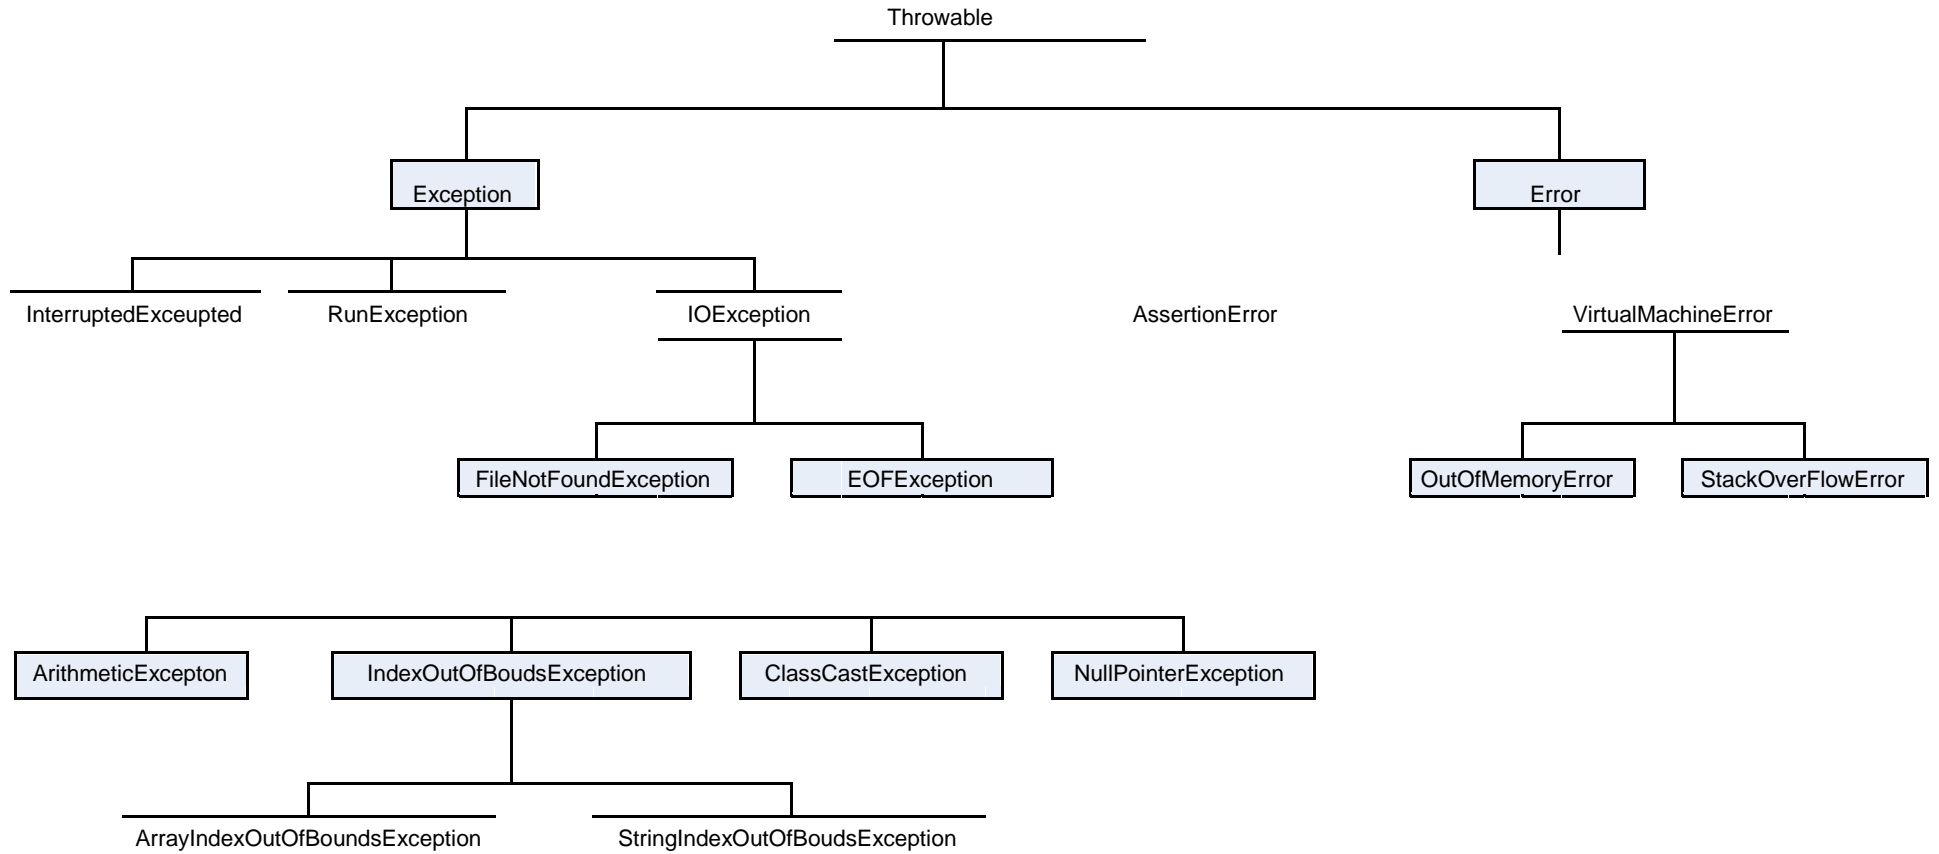 Throwable
Exception
Error
InterruptedExceupted
RunException
IOException
AssertionError
VirtualMachineError
FileNotFoundException
EOFException
OutOfMemoryError
StackOverFlowError
ArithmeticExcepton
IndexOutOfBoudsException
ClassCastException
NullPointerException
ArrayIndexOutOfBoundsException
StringIndexOutOfBoudsException